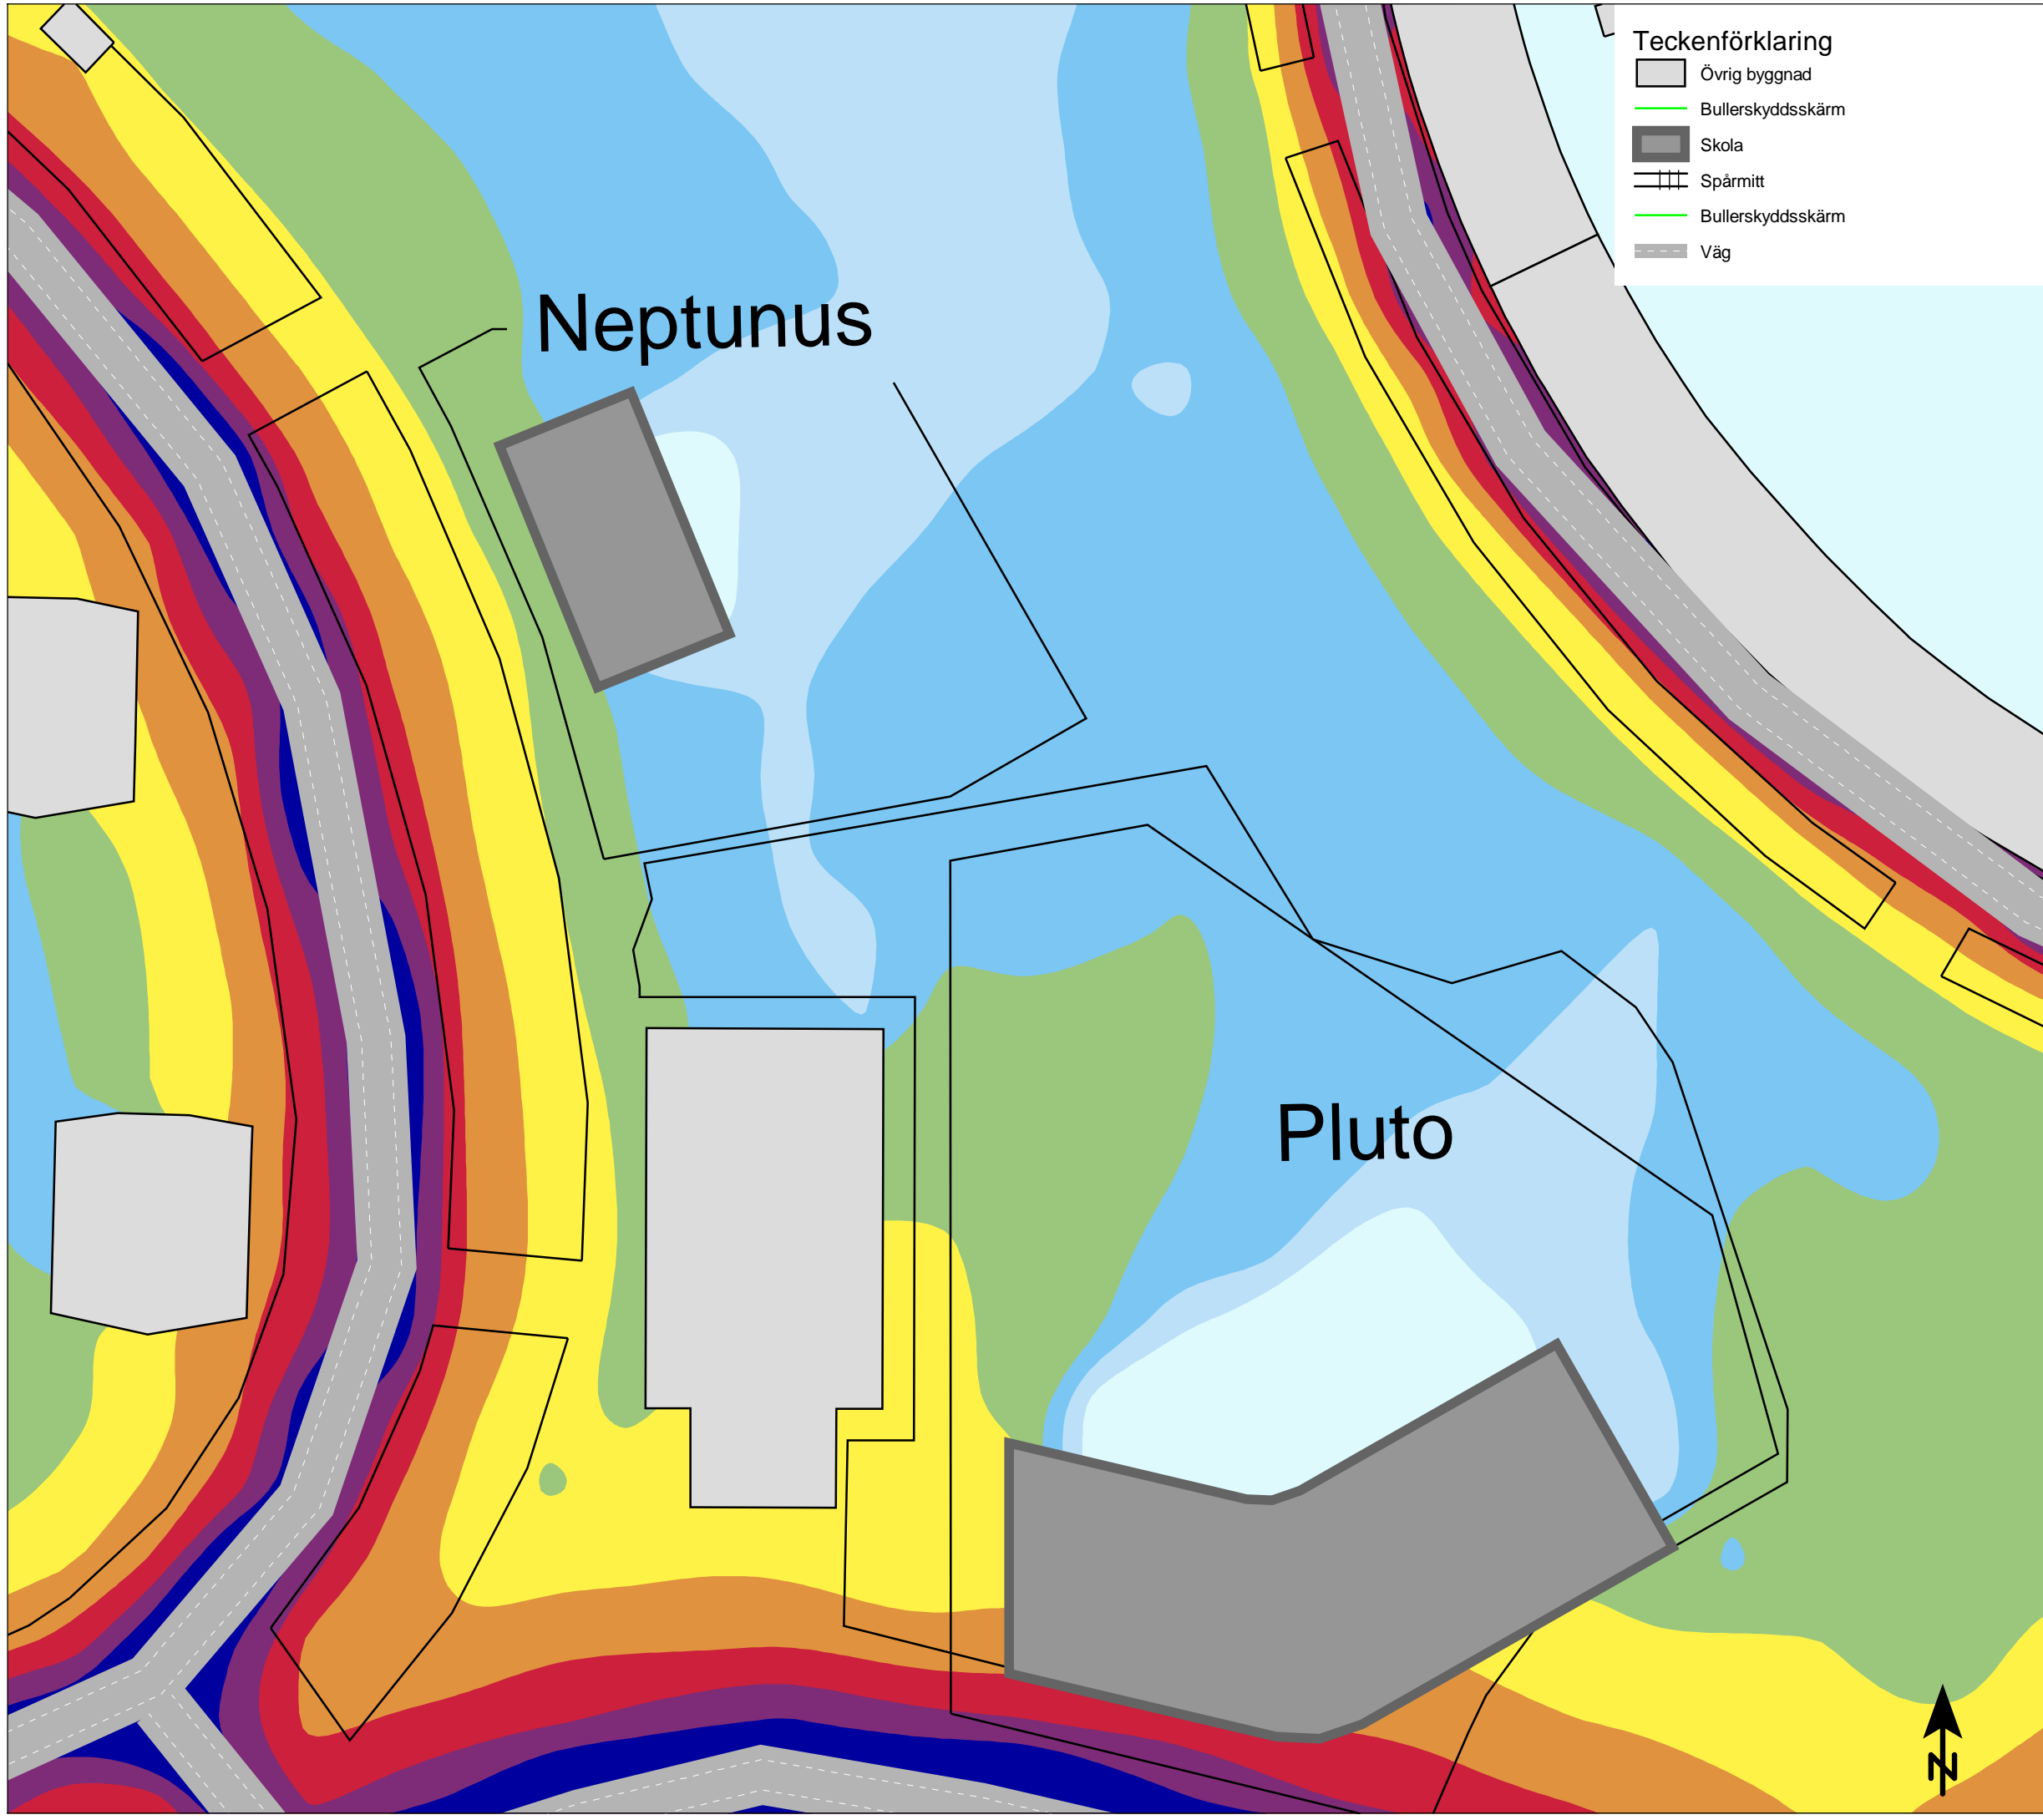 Teckenförklaring
Övrig byggnad
Bullerskyddsskärm
Skola
Spårmitt
Bullerskyddsskärm
Väg
Neptunus
Pluto
N